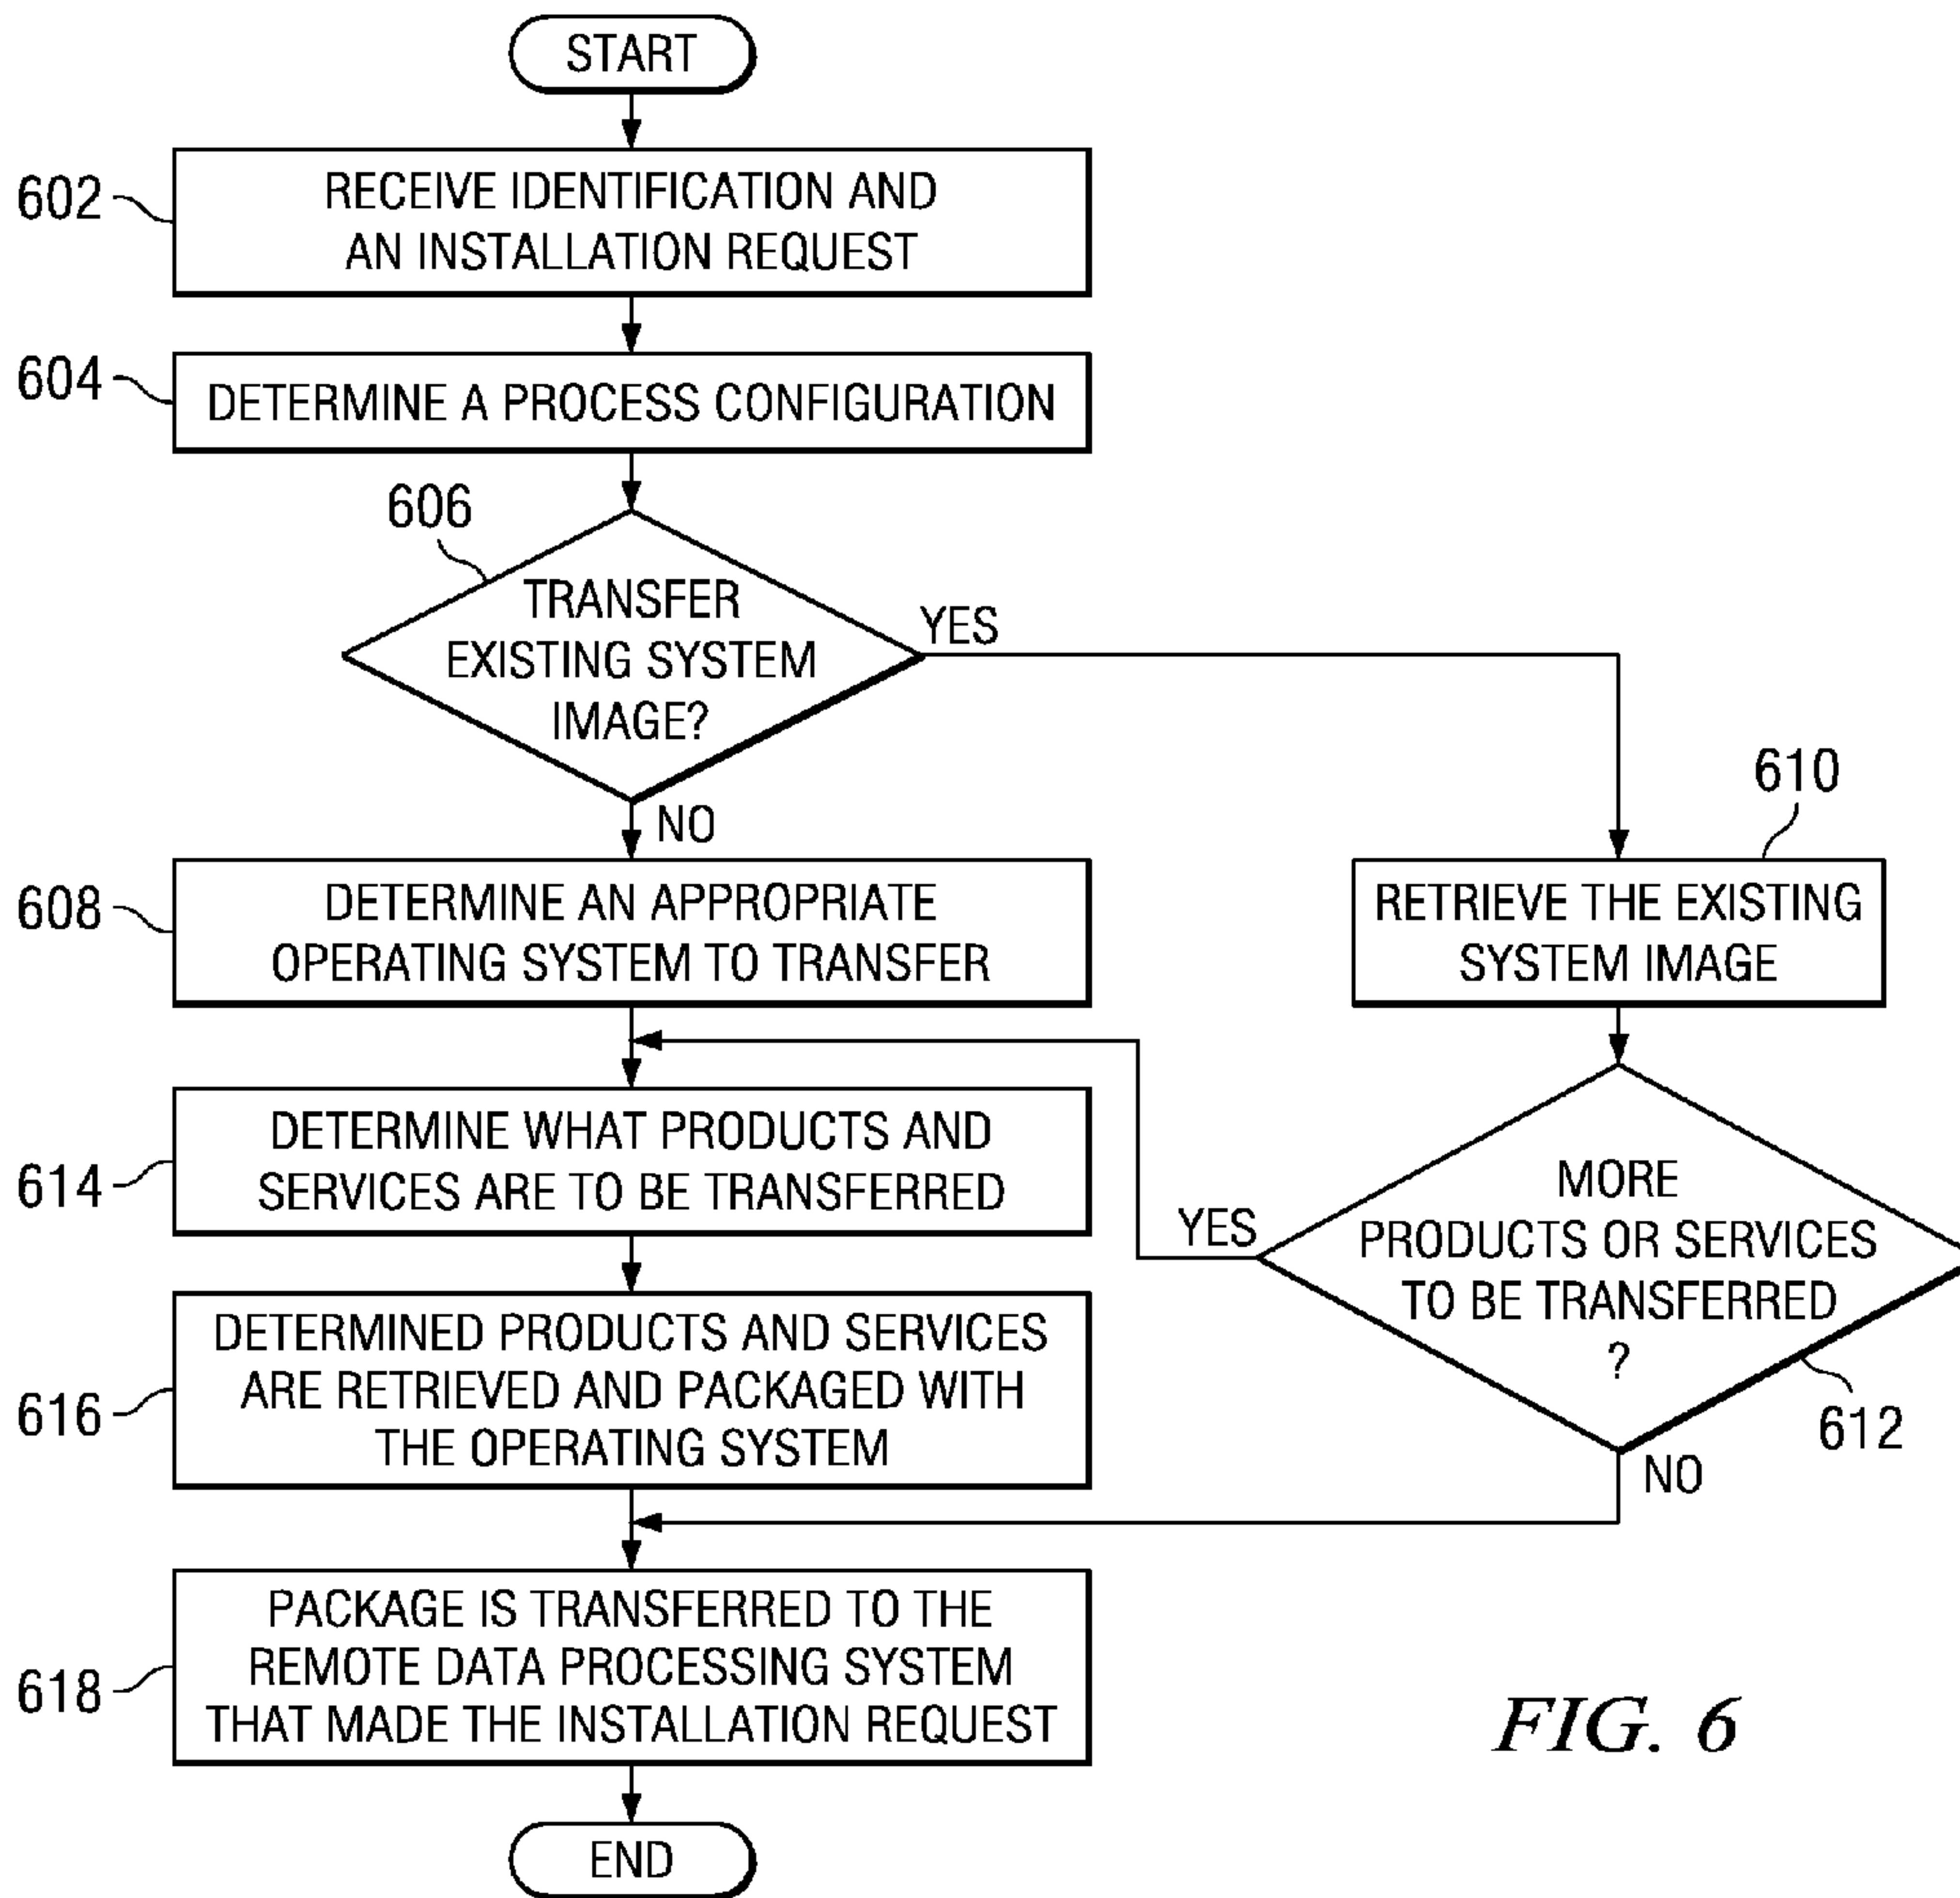 START
602
RECEIVE IDENTIFICATION AND
AN INSTALLATION REQUEST
604
DETERMINE A PROCESS CONFIGURATION
606
TRANSFER
EXISTING SYSTEM
IMAGE?
YES
NO
610
608
DETERMINE AN APPROPRIATE
OPERATING SYSTEM TO TRANSFER
RETRIEVE THE EXISTING
SYSTEM IMAGE
614
DETERMINE WHAT PRODUCTS AND
SERVICES ARE TO BE TRANSFERRED
YES
MORE
PRODUCTS OR SERVICES
TO BE TRANSFERRED
?
612
NO
616
DETERMINED PRODUCTS AND SERVICES
ARE RETRIEVED AND PACKAGED WITH
THE OPERATING SYSTEM
618
PACKAGE IS TRANSFERRED TO THE
REMOTE DATA PROCESSING SYSTEM
THAT MADE THE INSTALLATION REQUEST
FIG. 6
END